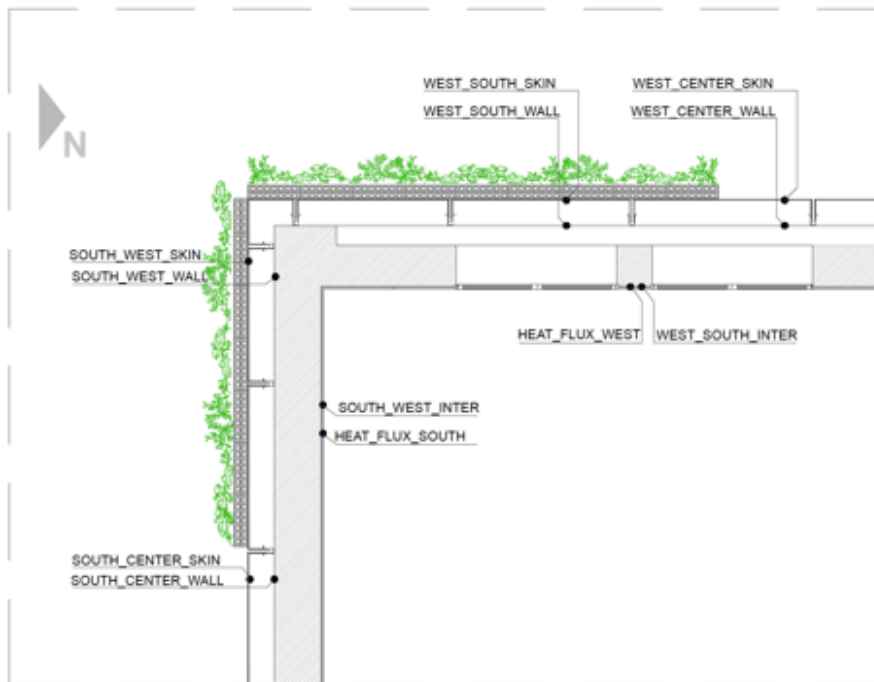 WEST_SOUTH_SKIN
WEST_CENTER_SKIN
WEST_SOUTH_WALL
WEST_CENTER_WALL
N
SOUTH_WEST_SKIN
SOUTH_WEST_WALL
HEAT_FLUX_WEST
WEST_SOUTH_INTER
SOUTH_WEST_INTER
HEAT_FLUX_SOUTH
SOUTH_CENTER_SKIN
SOUTH_CENTER_WALL